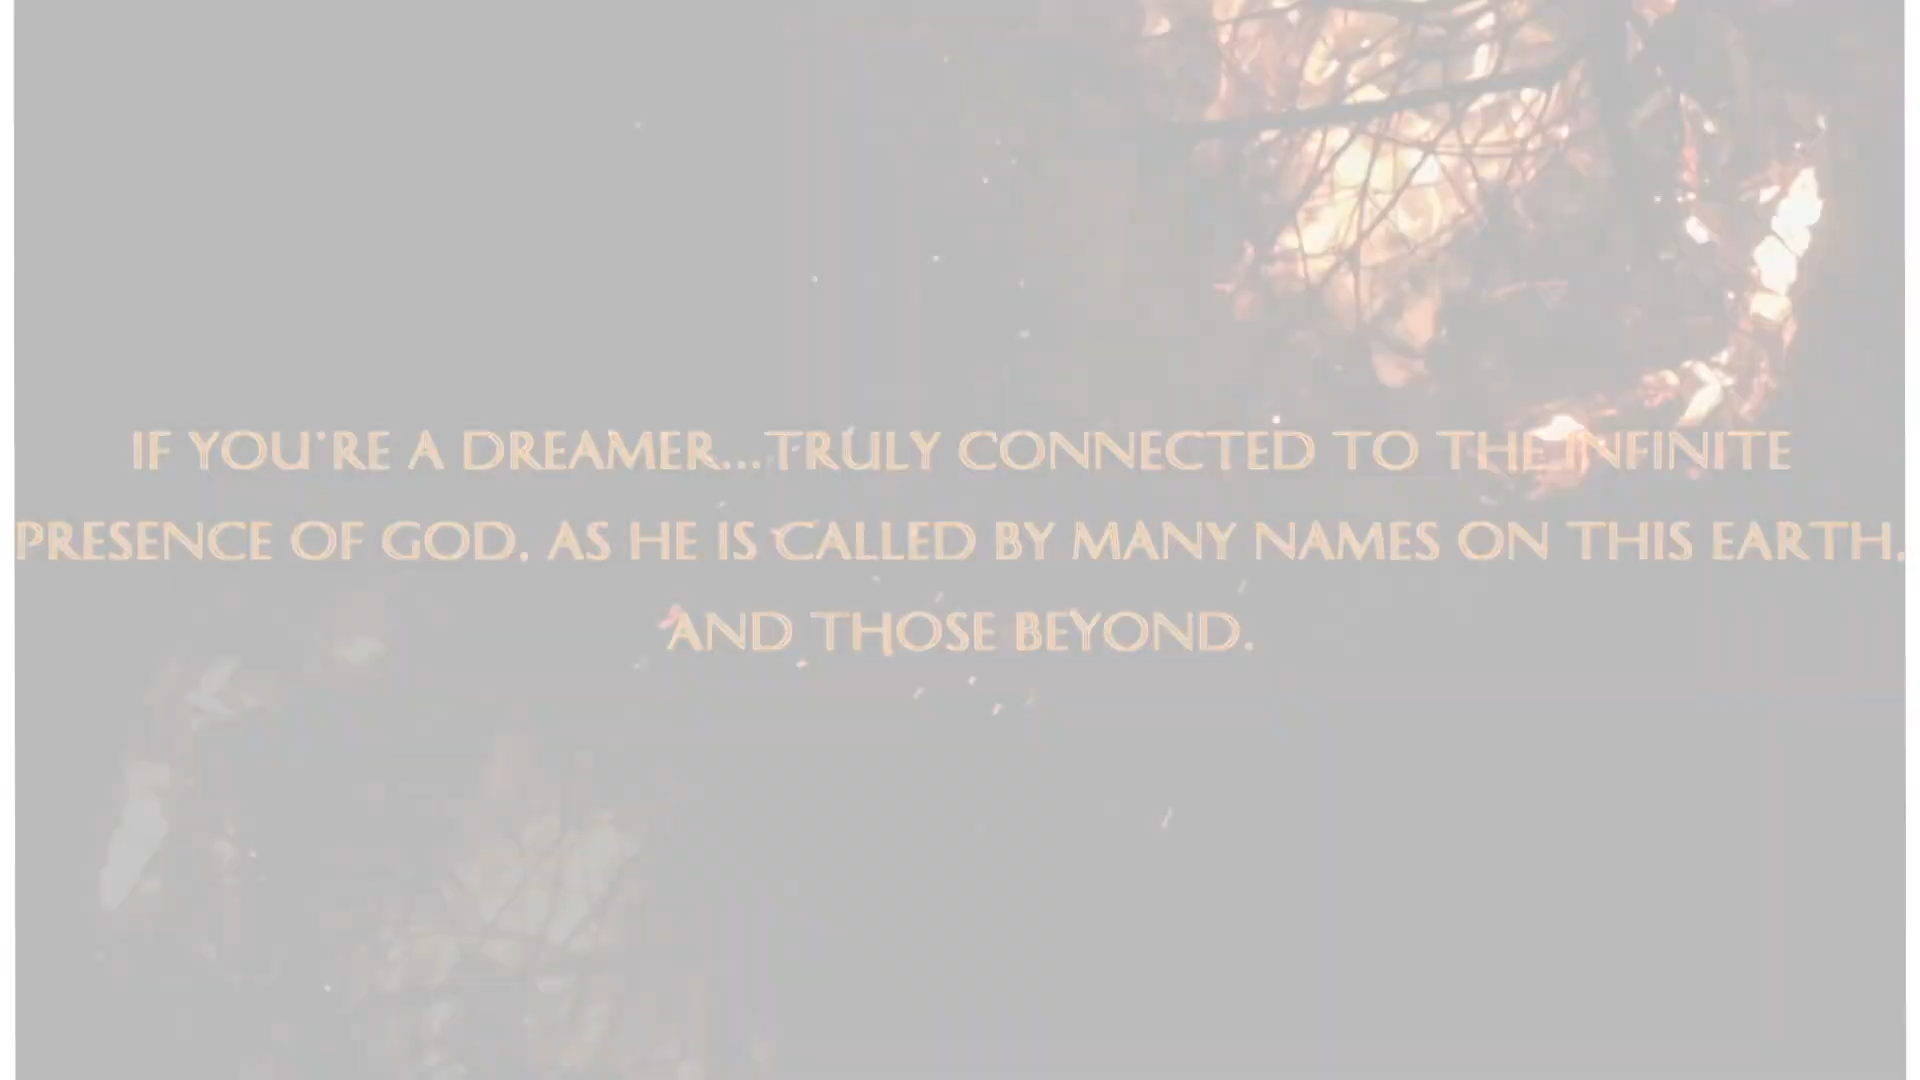 IF YOU'RE A DREAMER...TRULY CONNECTED TO THE INFINITE
PRESENCE OF GOD, AS HE IS CALLED BY MANY NAMES ON THIS EARTH,
AND THOSE BEYOND.